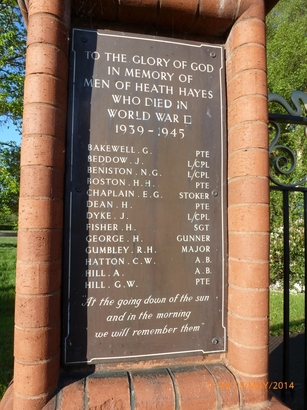 TO THE GLORY OF GOD
IN MEMORY OF
MEN OF HEATH HAYES
WHO DIED IN
WORLD WAR II
1939-1945
BAKEWELL. G. PTE
BEDDOW. J. L/CPL
BENISTON. N.G. L/CPL
BOSTON. H.H. PTE
CHAPLAIN. E.G. STOKER
DEAN. H. PTE
DYKE. J. L/CPL
FISHER. H. SGT
GEORGE. H. GUNNER
GUMBLEY. R.H. MAJOR
HATTON. C.W. A.B.
HILL. A. A.B.
HILL. G.W. PTE
"At the going down of the sun
and in the morning
we will remember them"
2014